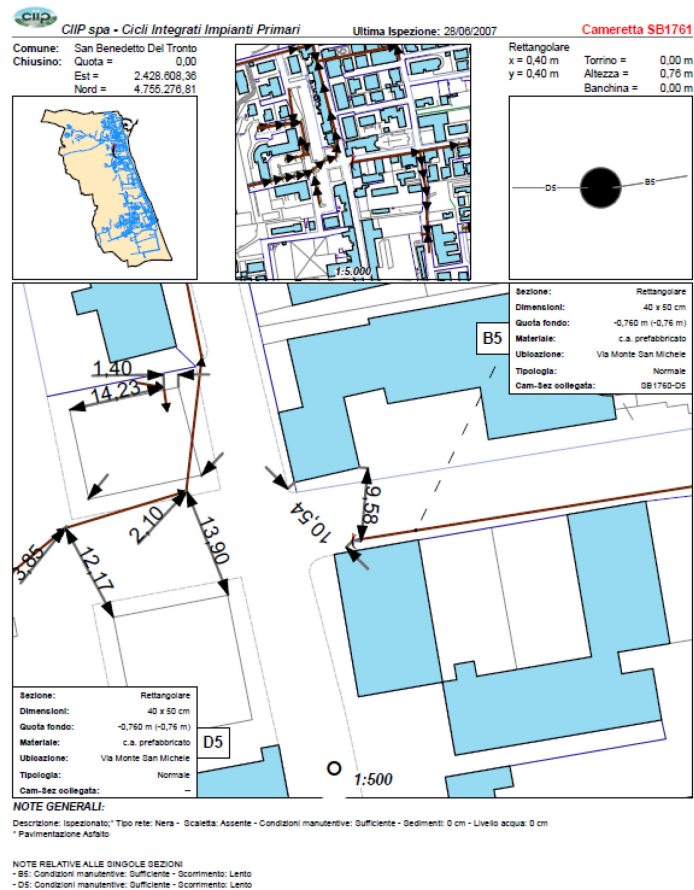 ciip
CIIP spa - Cicli Integrati Impianti Primari
Ultima Ispezione: 28/06/2007
Cameretta SB1761
Comune: San Benedetto Del Tronto
Chiusino: Quota = 0,00
Est = 2.428.608,36
Nord = 4.755.276,81
Rettangolare
x = 0,40 m Torrino = 0,00 m
y = 0,40 m Altezza = 0,76 m
Banchina = 0,00 m
1:5.000
D5
B5
Sezione: Rettangolare
Dimensioni: 40 x 50 cm
Quota fondo: -0,760 m (-0,76 m)
Materiale: c.a. prefabbricato
Ubicazione: Via Monte San Michele
Tipologia: Normale
Cam-Sez collegata: SB1760-D5
B5
1,40
14,23
9,58
10,54
2,10
13,90
3,85
12,17
Sezione: Rettangolare
Dimensioni: 40 x 50 cm
Quota fondo: -0,760 m (-0,76 m)
Materiale: c.a. prefabbricato
Ubicazione: Via Monte San Michele
Tipologia: Normale
Cam-Sez collegata: --
D5
1:500
NOTE GENERALI:
Descrizione: Ispezionato;* Tipo rete: Nera - Scaletta: Assente - Condizioni manutentive: Sufficiente - Sedimenti: 0 cm - Livello acqua: 0 cm
* Pavimentazione Asfalto
NOTE RELATIVE ALLE SINGOLE SEZIONI
- B5: Condizioni manutentive: Sufficiente - Scorrimento: Lento
- D5: Condizioni manutentive: Sufficiente - Scorrimento: Lento